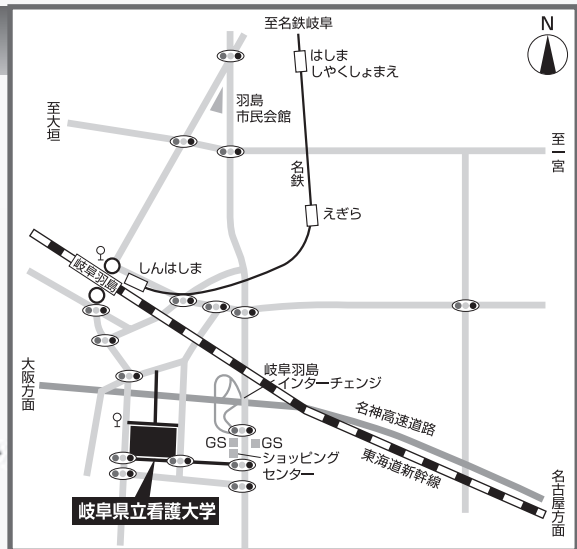 至名鉄岐阜
N
はしま
しやくしょまえ
羽島
市民会館
至大垣
至一宮
名鉄
えぎら
しんはしま
岐阜羽島
大阪方面
岐阜羽島
インターチェンジ
名神高速道路
GS
GS
ショッピング
センター
東海道新幹線
岐阜県立看護大学
名古屋方面